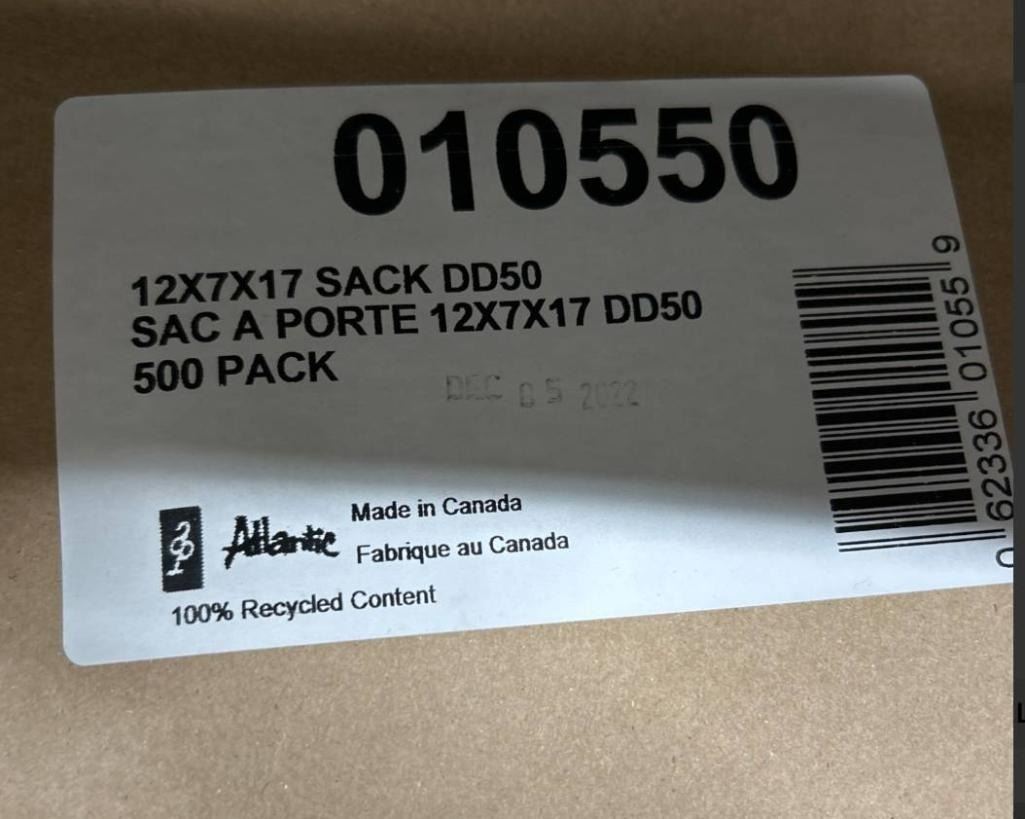 010550
12X7X17 SACK DD50
SAC A PORTE 12X7X17 DD50
500 PACK
DEC 05 2022
Atlantic
Made in Canada
Fabrique au Canada
100% Recycled Content
0 62336 01055 9